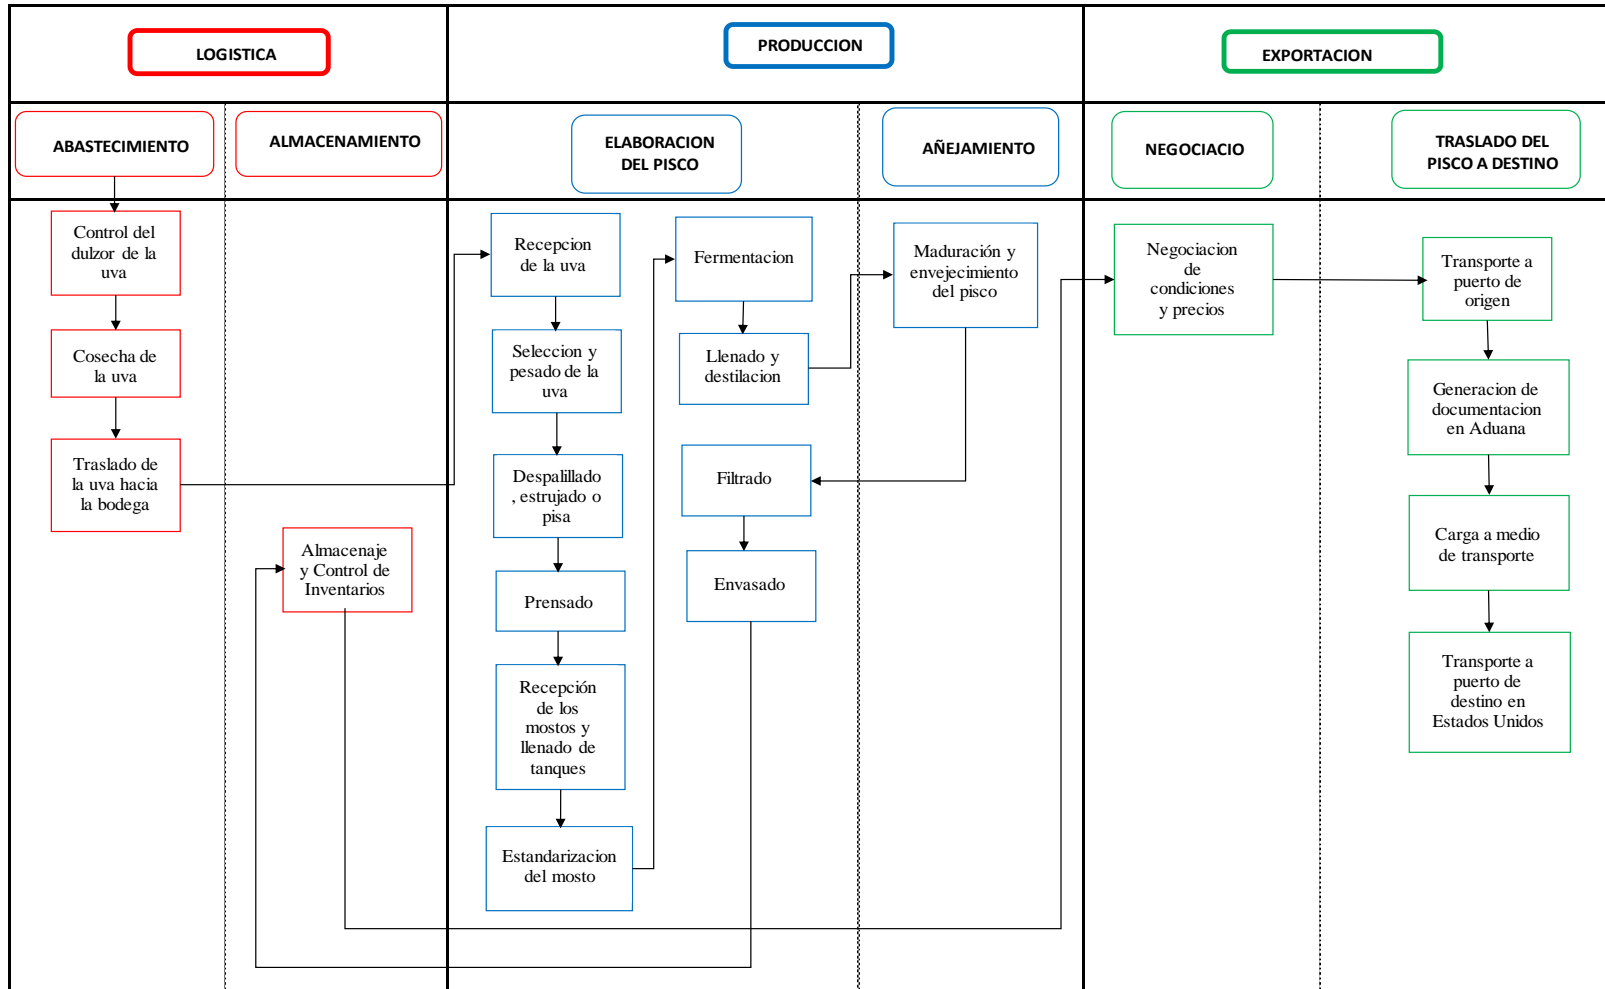 LOGISTICA
PRODUCCION
EXPORTACION
ABASTECIMIENTO
ALMACENAMIENTO
ELABORACION
DEL PISCO
AÑEJAMIENTO
NEGOCIACIO
TRASLADO DEL
PISCO A DESTINO
Control del
dulzor de la
uva
Cosecha de
la uva
Traslado de
la uva hacia
la bodega
Almacenaje
y Control de
Inventarios
Recepcion
de la uva
Seleccion y
pesado de la
uva
Despalillado
, estrujado o
pisa
Prensado
Recepción
de los
mostos y
llenado de
tanques
Estandarizacion
del mosto
Fermentacion
Llenado y
destilacion
Filtrado
Envasado
Maduración y
envejecimiento
del pisco
Negociacion
de
condiciones
y precios
Transporte a
puerto de
origen
Generacion de
documentacion
en Aduana
Carga a medio
de transporte
Transporte a
puerto de
destino en
Estados Unidos